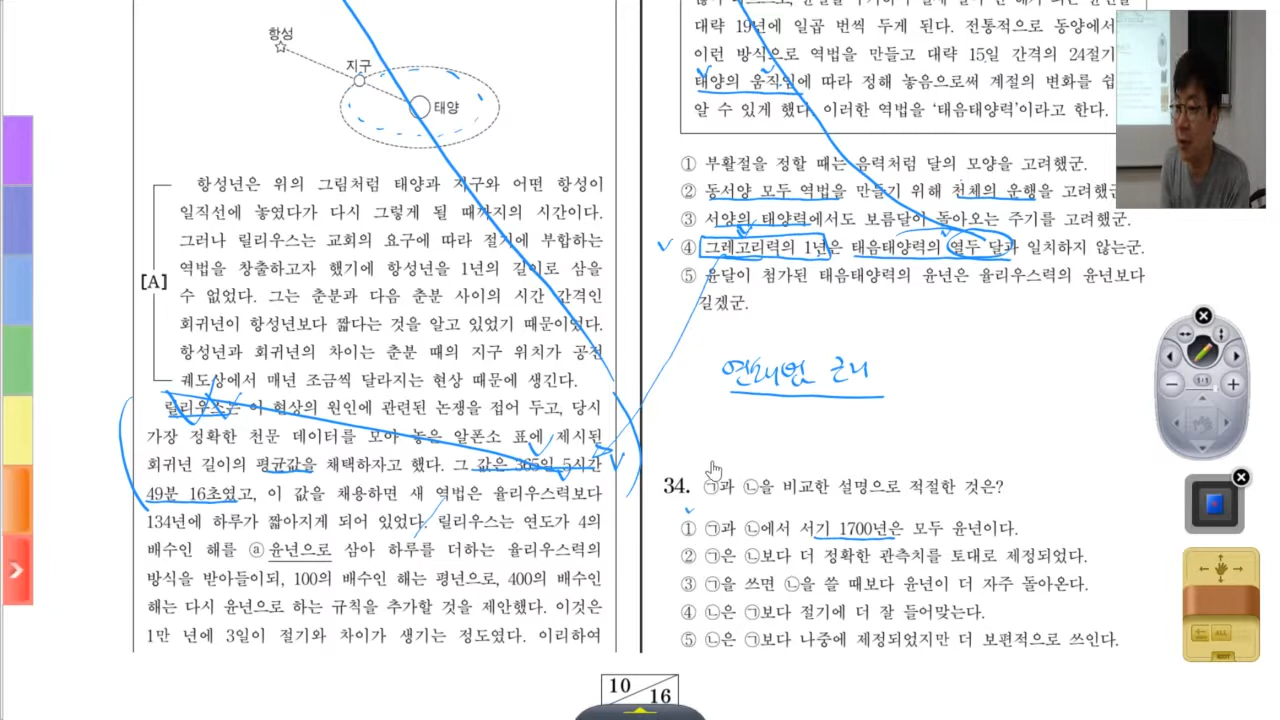 항성
지구
태양
항성년은 위의 그림처럼 태양과 지구와 어떤 항성이
일직선에 놓였다가 다시 그렇게 될 때까지의 시간이다.
그러나 릴리우스는 교회의 요구에 따라 절기에 부합하는
역법을 창출하고자 했기에 항성년을 1년의 길이로 삼을
수 없었다. 그는 춘분과 다음 춘분 사이의 시간 간격인
회귀년이 항성년보다 짧다는 것을 알고 있었기 때문이었다.
항성년과 회귀년의 차이는 춘분 때의 지구 위치가 공전
궤도상에서 매년 조금씩 달라지는 현상 때문에 생긴다.
[A]
릴리우스는 이 현상의 원인에 관련된 논쟁을 접어 두고, 당시
가장 정확한 천문 데이터를 모아 놓은 알폰소 표에 제시된
회귀년 길이의 평균값을 채택하자고 했다. 그 값은 365일 5시간
49분 16초였고, 이 값을 채용하면 새 역법은 율리우스력보다
134년에 하루가 짧아지게 되어 있었다. 릴리우스는 연도가 4의
배수인 해를 ⓐ윤년으로 삼아 하루를 더하는 율리우스력의
방식을 받아들이되, 100의 배수인 해는 평년으로, 400의 배수인
해는 다시 윤년으로 하는 규칙을 추가할 것을 제안했다. 이것은
1만 년에 3일이 절기와 차이가 생기는 정도였다. 이리하여
대략 19년에 일곱 번씩 두게 된다. 전통적으로 동양에서
이런 방식으로 역법을 만들고 대략 15일 간격의 24절기
태양의 움직임에 따라 정해 놓음으로써 계절의 변화를 쉽
알 수 있게 했다. 이러한 역법을 '태음태양력'이라고 한다.
① 부활절을 정할 때는 음력처럼 달의 모양을 고려했군.
② 동서양 모두 역법을 만들기 위해 천체의 운행을 고려했군
③ 서양의 태양력에서도 보름달이 돌아오는 주기를 고려했군.
④ 그레고리력의 1년은 태음태양력의 열두 달과 일치하지 않는군.
⑤ 윤달이 첨가된 태음태양력의 윤년은 율리우스력의 윤년보다
길겠군.
34. ㉠과 ㉡을 비교한 설명으로 적절한 것은?
① ㉠과 ㉡에서 서기 1700년은 모두 윤년이다.
② ㉠은 ㉡보다 더 정확한 관측치를 토대로 제정되었다.
③ ㉠을 쓰면 ㉡을 쓸 때보다 윤년이 더 자주 돌아온다.
④ ㉡은 ㉠보다 절기에 더 잘 들어맞는다.
⑤ ㉡은 ㉠보다 나중에 제정되었지만 더 보편적으로 쓰인다.
10
16
1:1
ALL